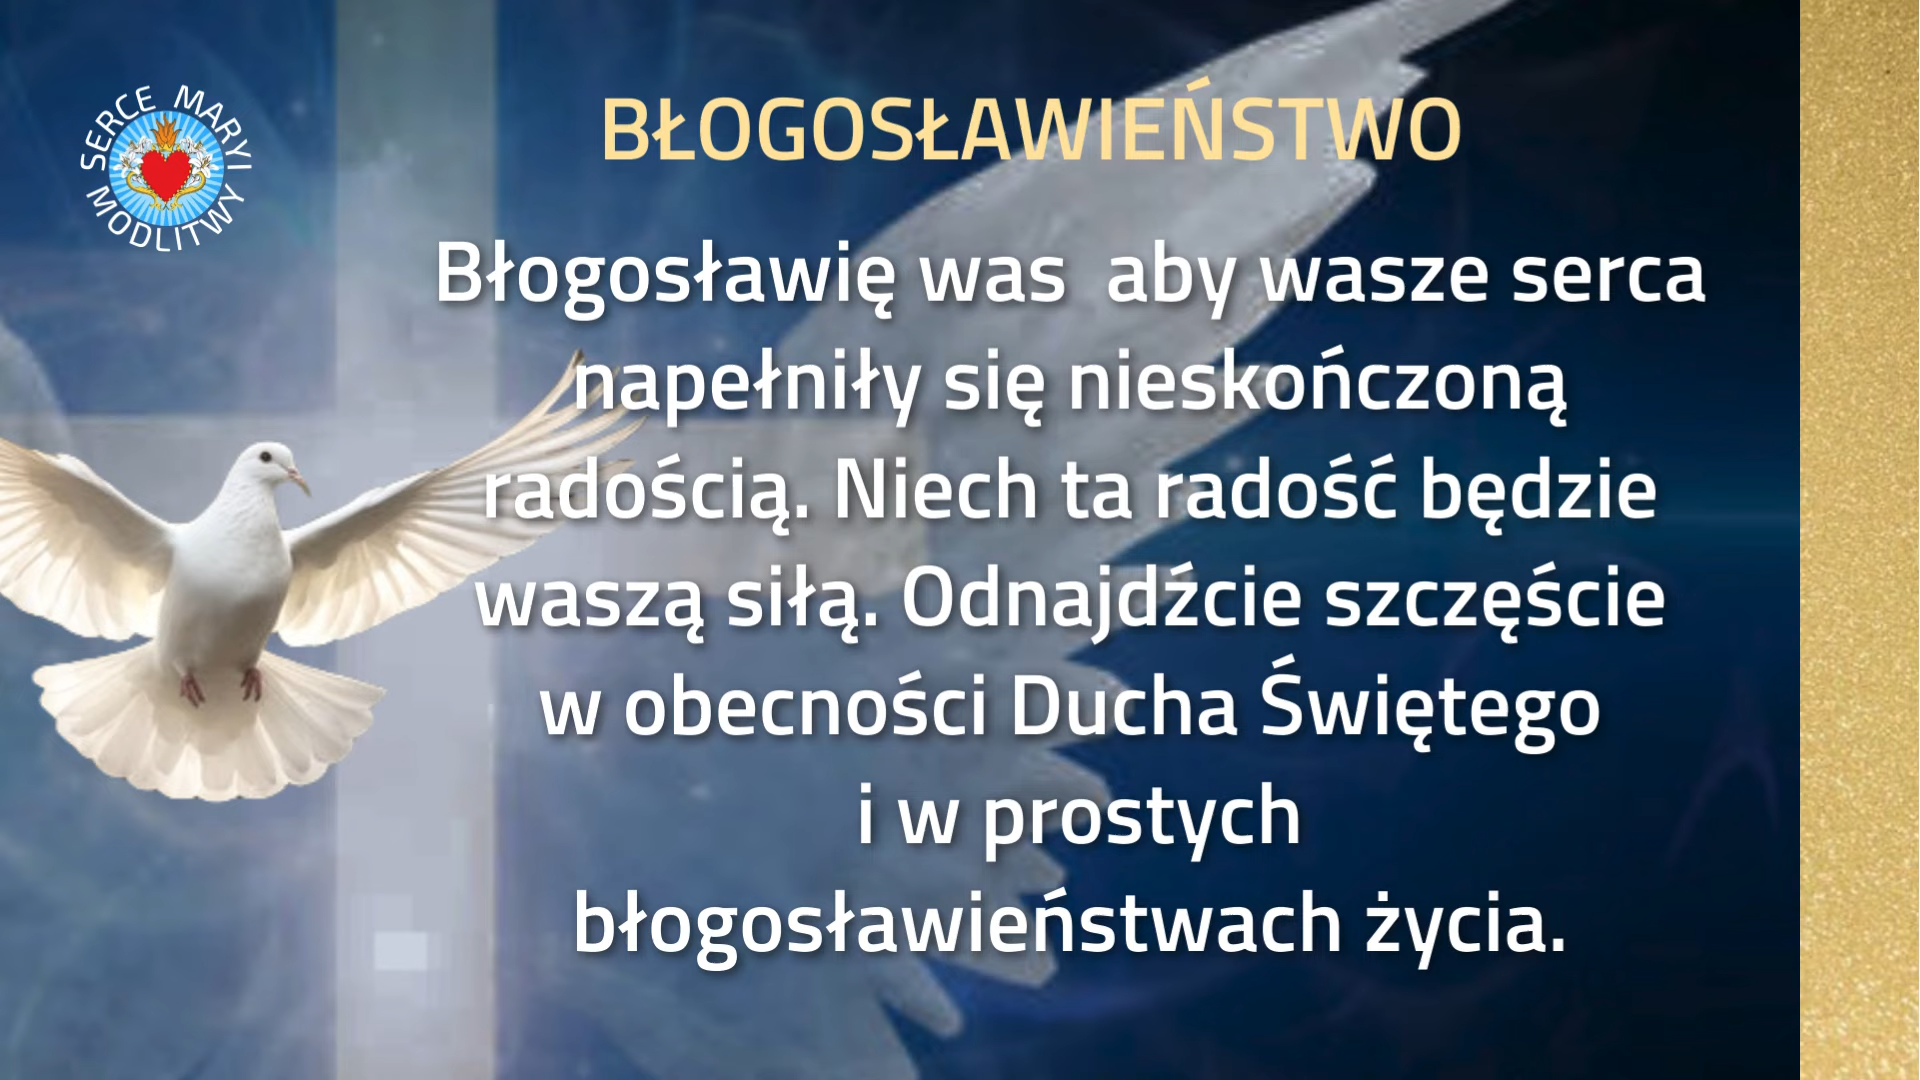 SERCE MARYI
MODLITWY
BŁOGOSŁAWIEŃSTWO
Błogosławię was  aby wasze serca
napełniły się nieskończoną
radością. Niech ta radość będzie
waszą siłą. Odnajdźcie szczęście
w obecności Ducha Świętego
i w prostych
błogosławieństwach życia.